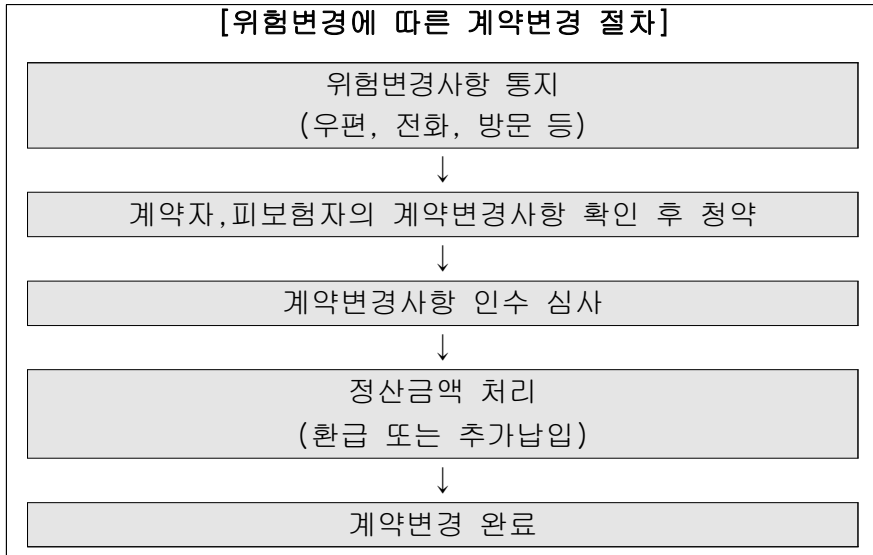 [위험변경에 따른 계약변경 절차]
위험변경사항 통지
(우편, 전화, 방문 등)
↓
계약자,피보험자의 계약변경사항 확인 후 청약
↓
계약변경사항 인수 심사
↓
정산금액 처리
(환급 또는 추가납입)
↓
계약변경 완료